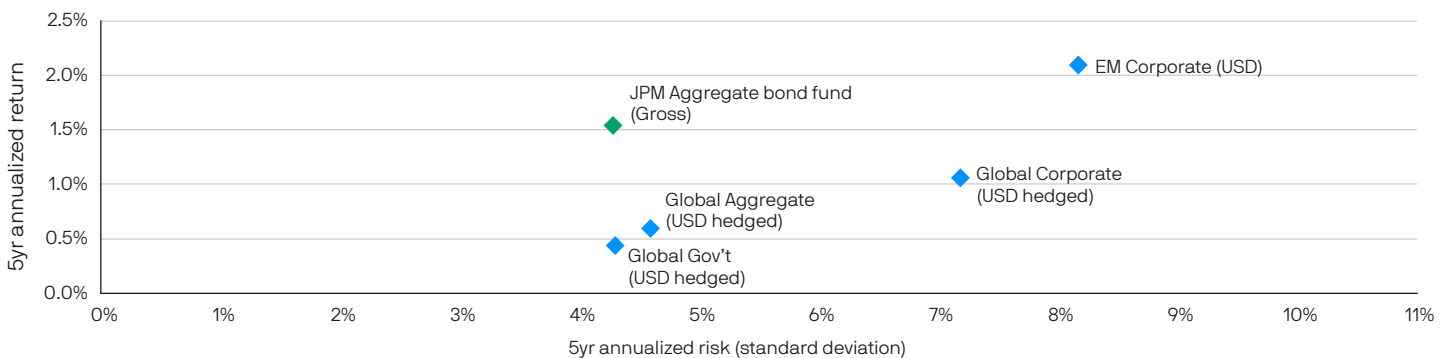 2.5%
2.0%
1.5%
1.0%
0.5%
0.0%
5yr annualized return
EM Corporate (USD)
JPM Aggregate bond fund
(Gross)
Global Corporate
(USD hedged)
Global Aggregate
(USD hedged)
Global Gov't
(USD hedged)
0% 1% 2% 3% 4% 5% 6% 7% 8% 9% 10% 11%
5yr annualized risk (standard deviation)